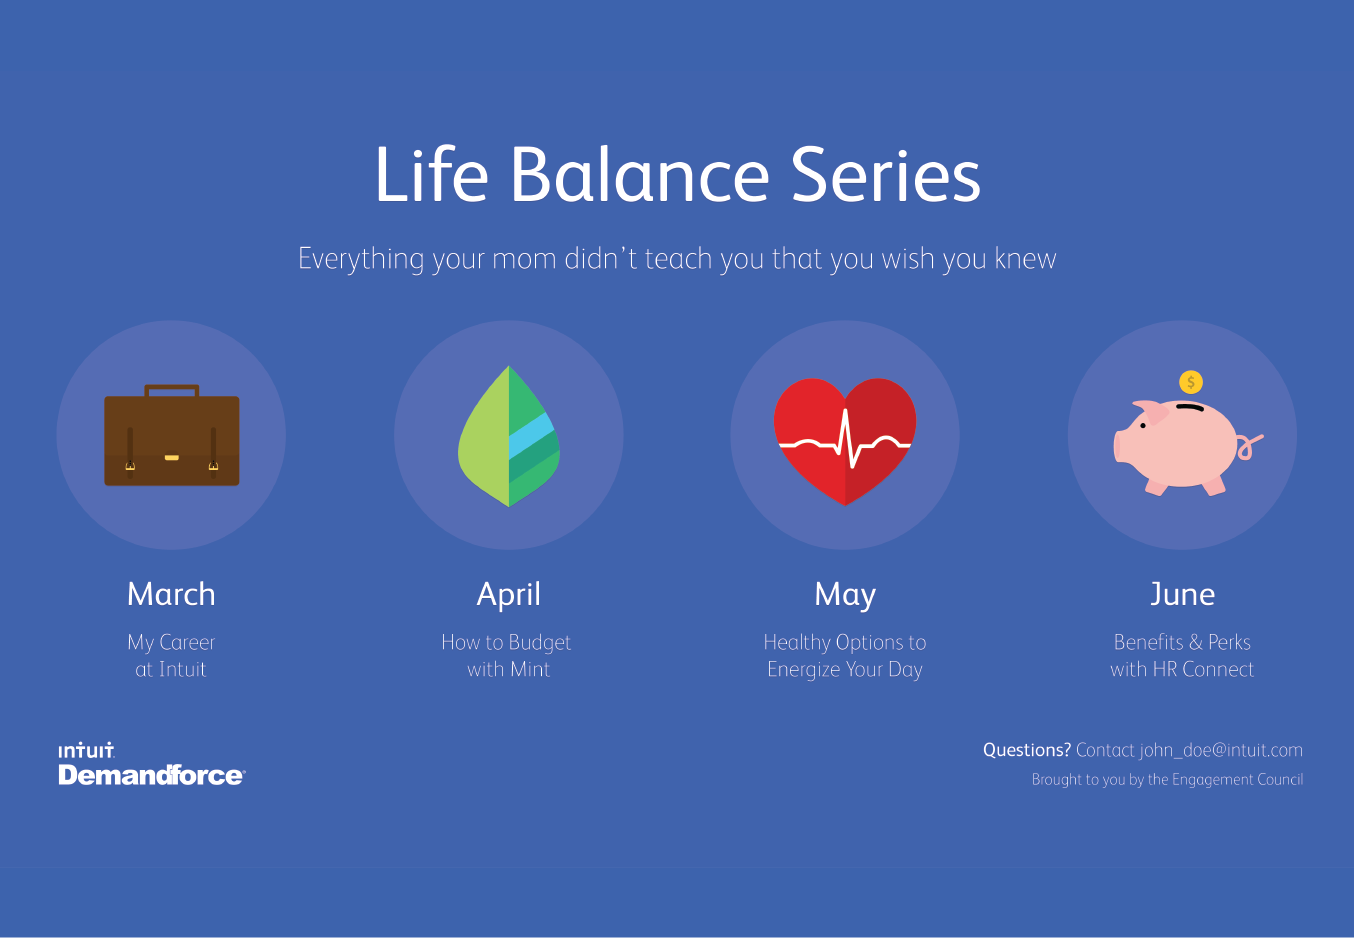 Life Balance Series
Everything your mom didn't teach you that you wish you knew
$
March
April
May
June
My Career
at Intuit
How to Budget
with Mint
Healthy Options to
Energize Your Day
Benefits & Perks
with HR Connect
intuit.
Demandforce®
Questions? Contact john_doe@intuit.com
Brought to you by the Engagement Council